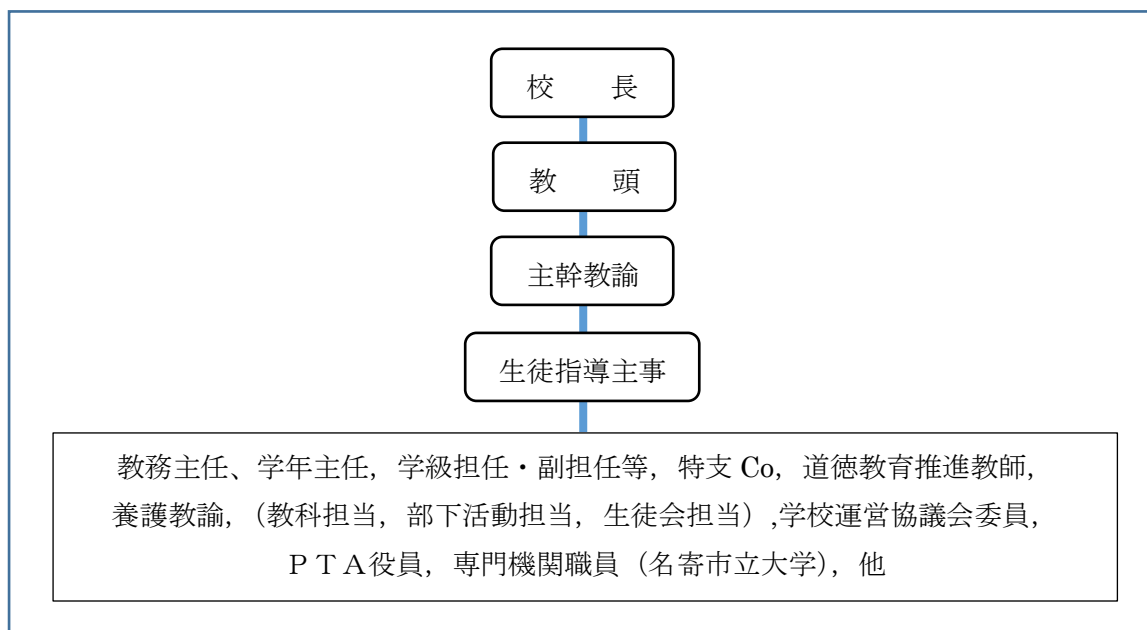 校　　長
教　　頭
主幹教諭
生徒指導主事
教務主任、学年主任，学級担任・副担任等，特支 Co，道徳教育推進教師，
養護教諭，（教科担当，部下活動担当，生徒会担当）,学校運営協議会委員，
ＰＴＡ役員，専門機関職員（名寄市立大学），他